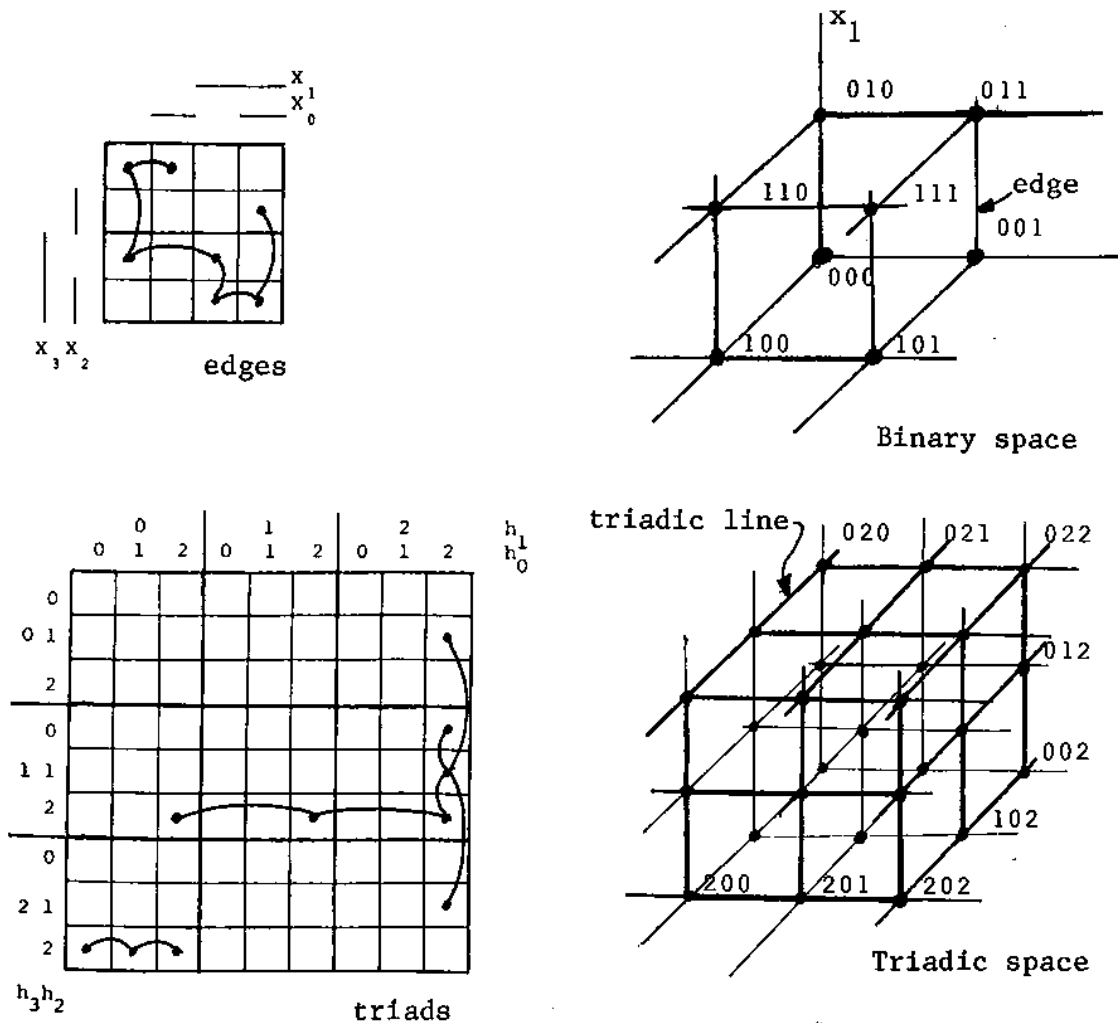 x1
x0
x3 x2
edges
x1
010 011
110 111
edge
001
000
100 101
Binary space
0 1 2 h1
0 1 2 0 1 2 0 1 2 h0
0
0 1
2
0
1 1
2
0
2 1
2
h3h2
triads
triadic line
020 021 022
012
002
102
200 201 202
Triadic space